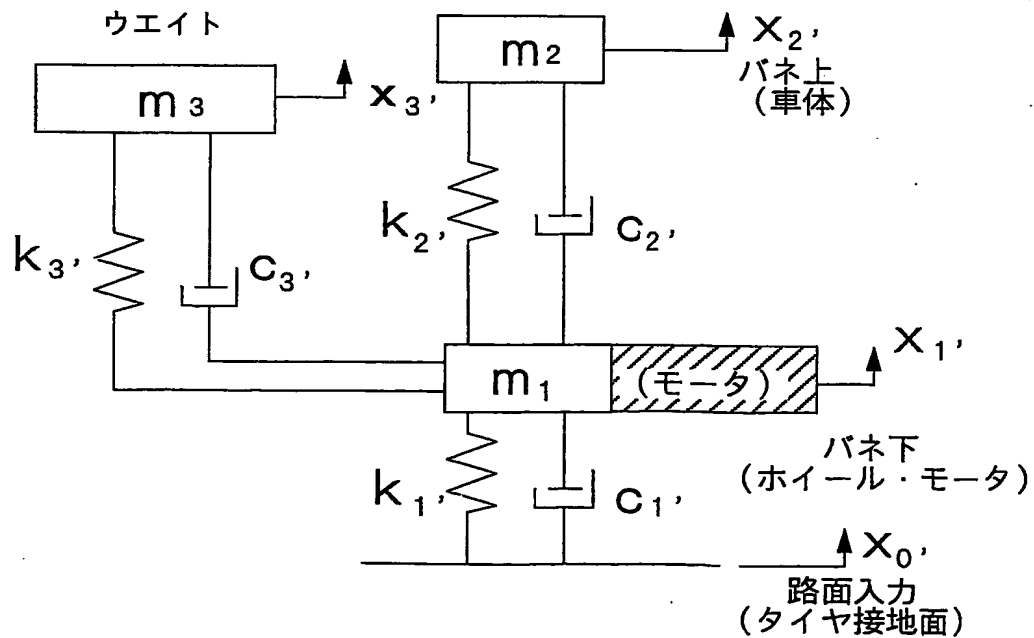 ウエイト
m3
x3,
m2
x2,
バネ上
(車体)
k3,
c3,
k2,
c2,
m1
(モータ)
x1,
バネ下
(ホイール・モータ)
k1,
c1,
x0,
路面入力
(タイヤ接地面)